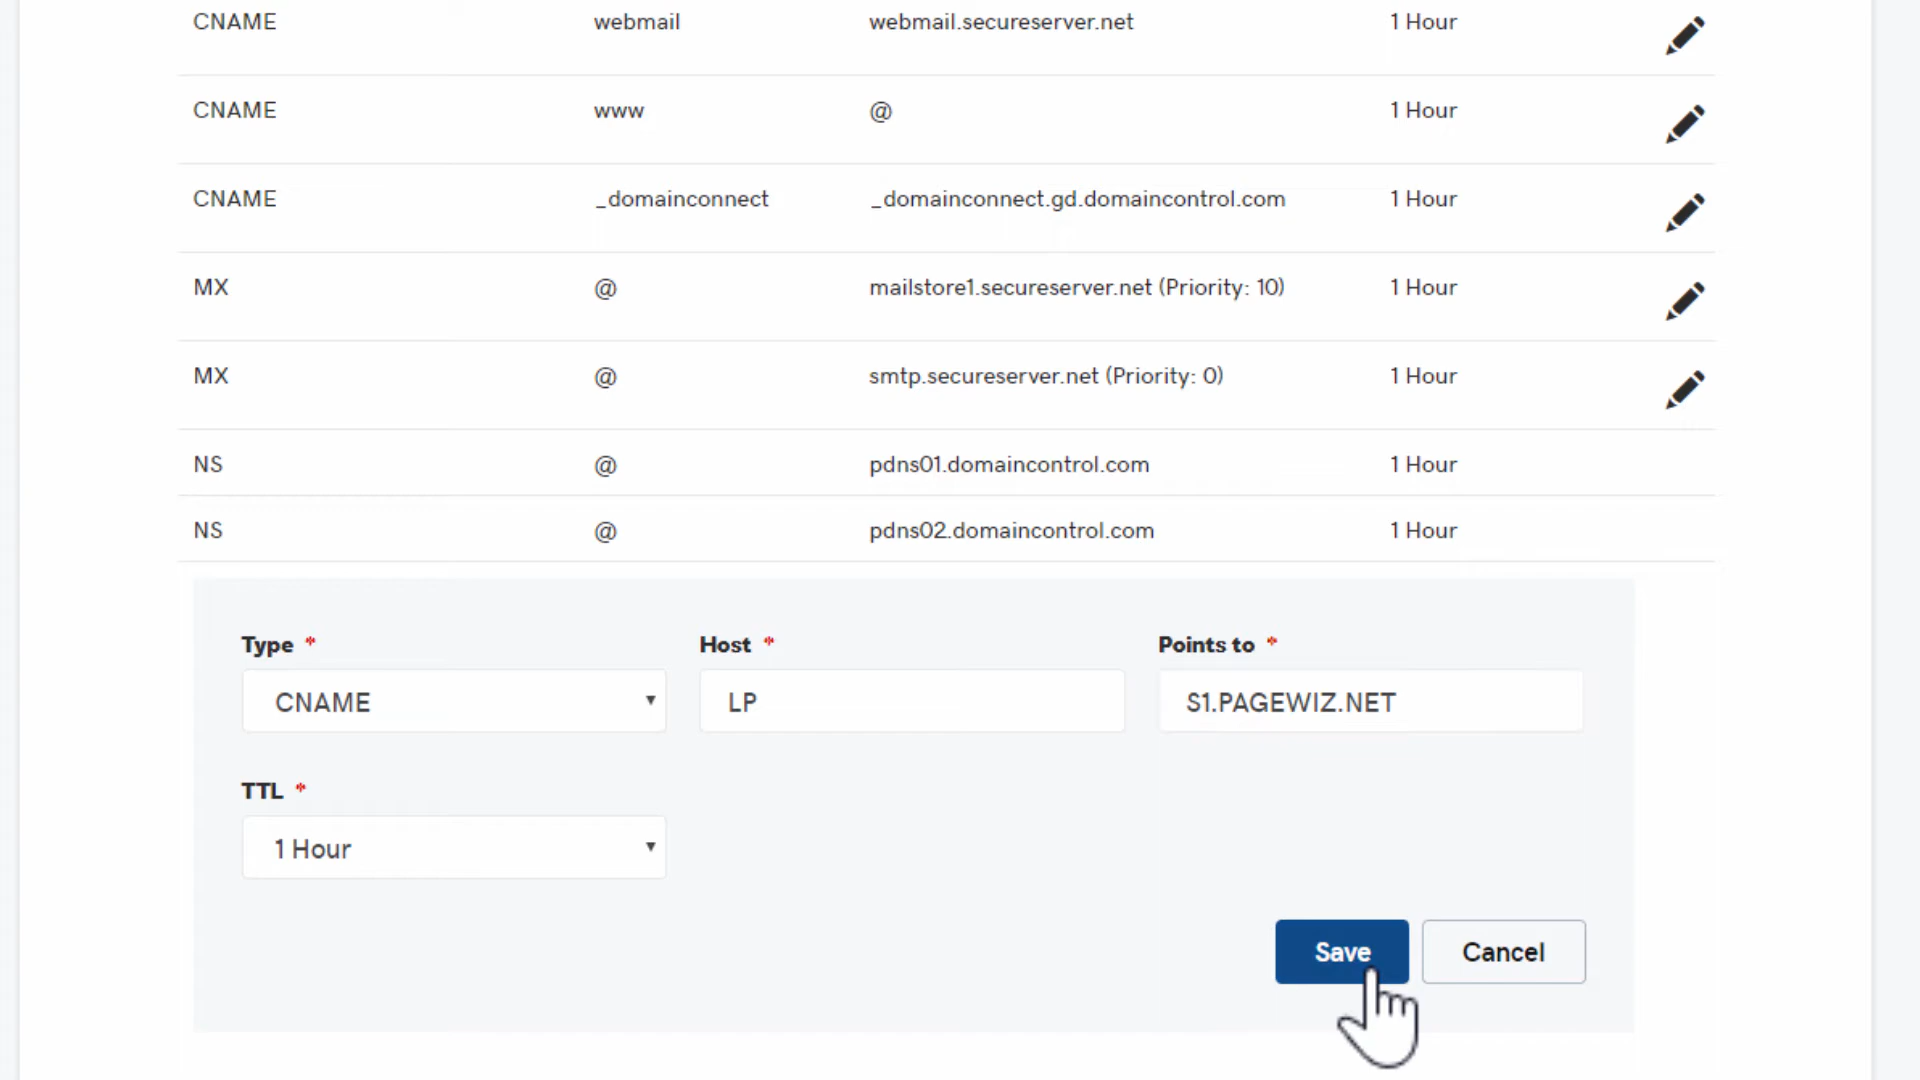 CNAME webmail webmail.secureserver.net 1 Hour
CNAME www @ 1 Hour
CNAME _domainconnect _domainconnect.gd.domaincontrol.com 1 Hour
MX @ mailstore1.secureserver.net (Priority: 10) 1 Hour
MX @ smtp.secureserver.net (Priority: 0) 1 Hour
NS @ pdns01.domaincontrol.com 1 Hour
NS @ pdns02.domaincontrol.com 1 Hour
Type * Host * Points to *
CNAME LP S1.PAGEWIZ.NET
TTL *
1 Hour
Save Cancel